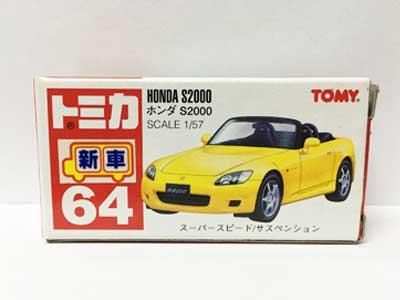 トミカ®
新車
64
HONDA S2000
ホンダ S2000
SCALE 1/57
TOMY®
S2000
スーパースピード/サスペンション